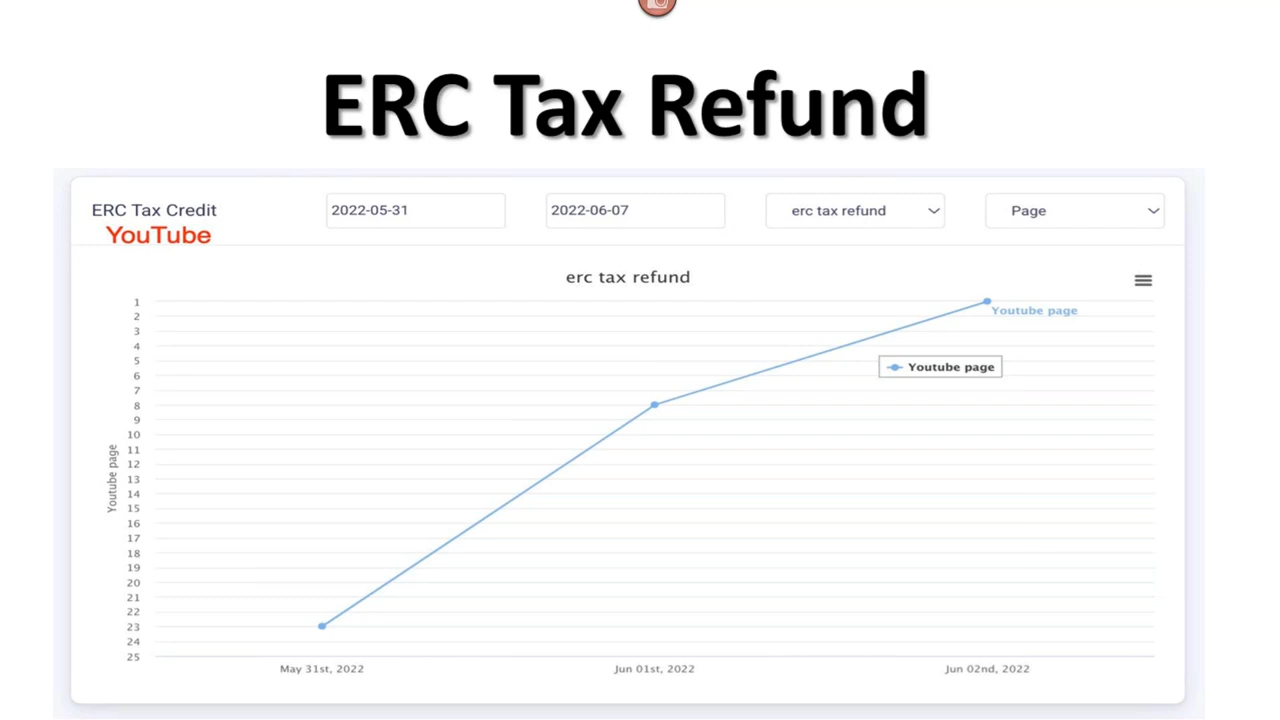 ERC Tax Refund
ERC Tax Credit
YouTube
2022-05-31
2022-06-07
erc tax refund
Page
erc tax refund
1
2
3
4
5
6
7
8
9
10
11
12
13
14
15
16
17
18
19
20
21
22
23
24
25
Youtube page
Youtube page
Youtube page
May 31st, 2022
Jun 01st, 2022
Jun 02nd, 2022